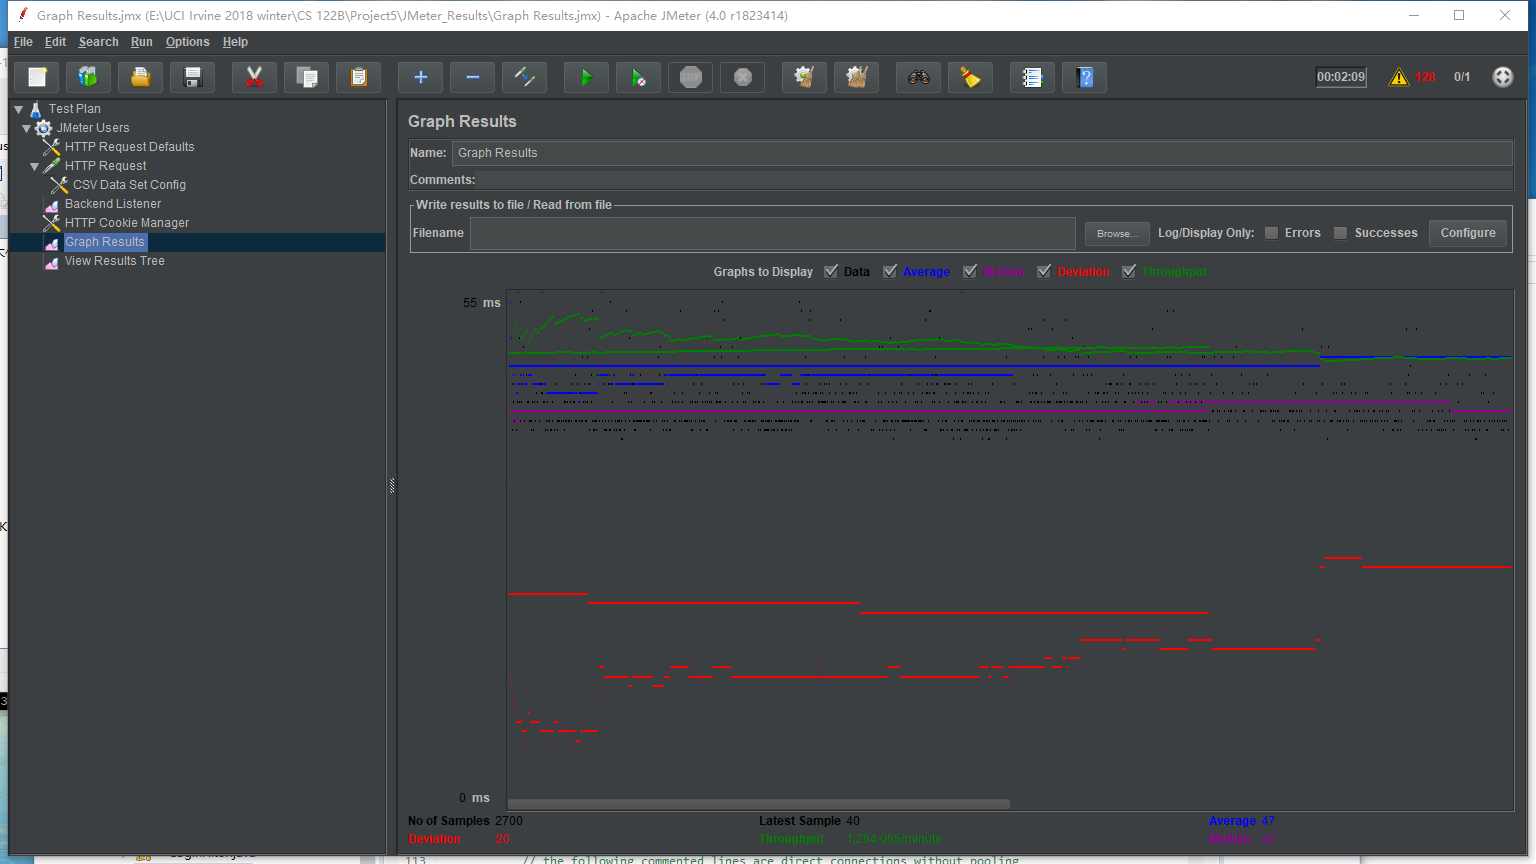 Graph Results.jmx (E:\UCI Irvine 2018 winter\CS 122B\Project5\JMeter_Results\Graph Results.jmx) - Apache JMeter (4.0 r1823414)
File Edit Search Run Options Help
STOP
00:02:09 128 0/1
Test Plan
JMeter Users
HTTP Request Defaults
HTTP Request
CSV Data Set Config
Backend Listener
HTTP Cookie Manager
Graph Results
View Results Tree
Graph Results
Name: Graph Results
Comments:
Write results to file / Read from file
Filename Browse... Log/Display Only: Errors Successes Configure
Graphs to Display Data Average Median Deviation Throughput
55 ms
0 ms
No of Samples 2700 Latest Sample 40 Average 47
Deviation 20 Throughput 1,264.065/minute Median 42
113 // the following commented lines are direct connections without pooling